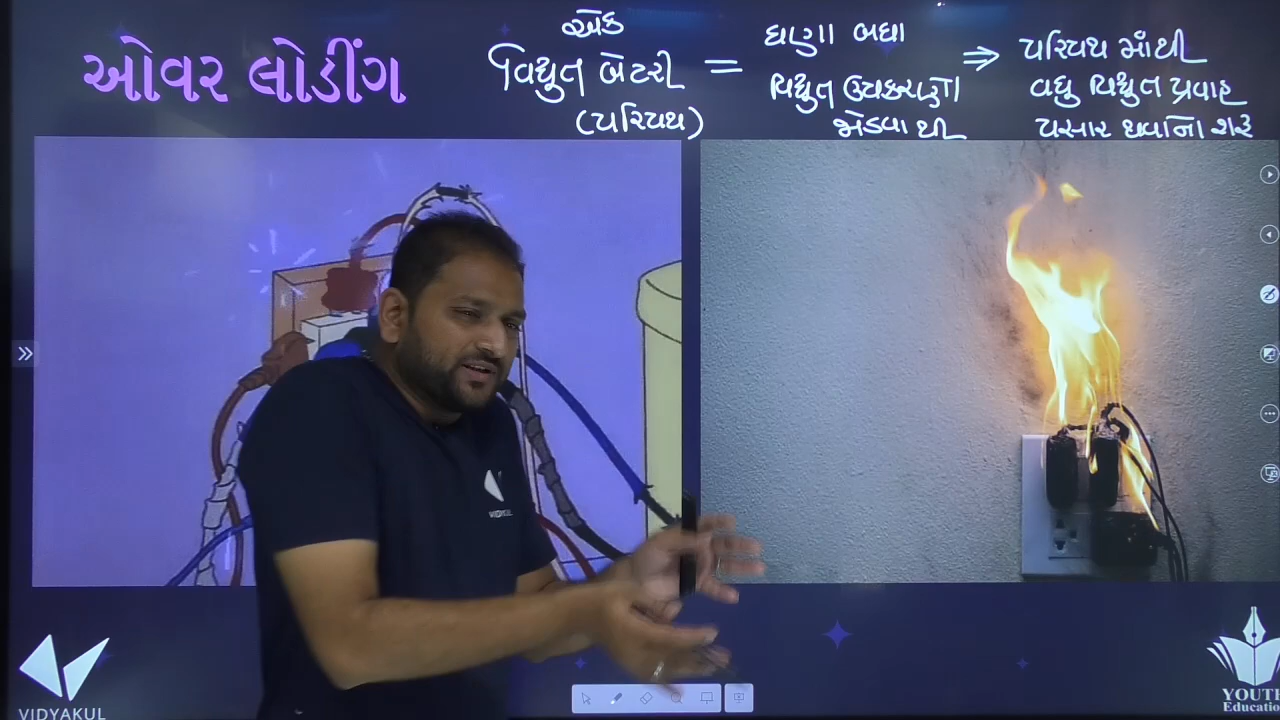 ઓવર લોડીંગ
એક
વિદ્યુત બેટરી
(પરિપથ)
=
ઘણા બધા
વિદ્યુત ઉપકરણો
જોડવા થી
⇒
પરિપથ માંથી
વધુ વિદ્યુત પ્રવાહ
પસાર થવાનો શરૂ
VIDYAKUL
VIDYAKUL
YOUTH
Education